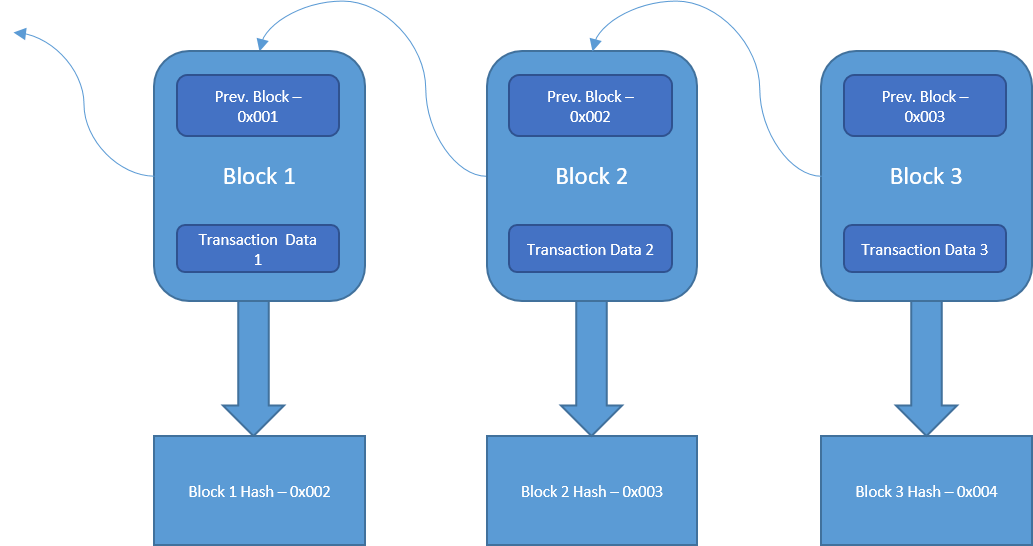 Prev. Block –
0x001
Block 1
Transaction Data
1
Block 1 Hash – 0x002
Prev. Block –
0x002
Block 2
Transaction Data 2
Block 2 Hash – 0x003
Prev. Block –
0x003
Block 3
Transaction Data 3
Block 3 Hash – 0x004